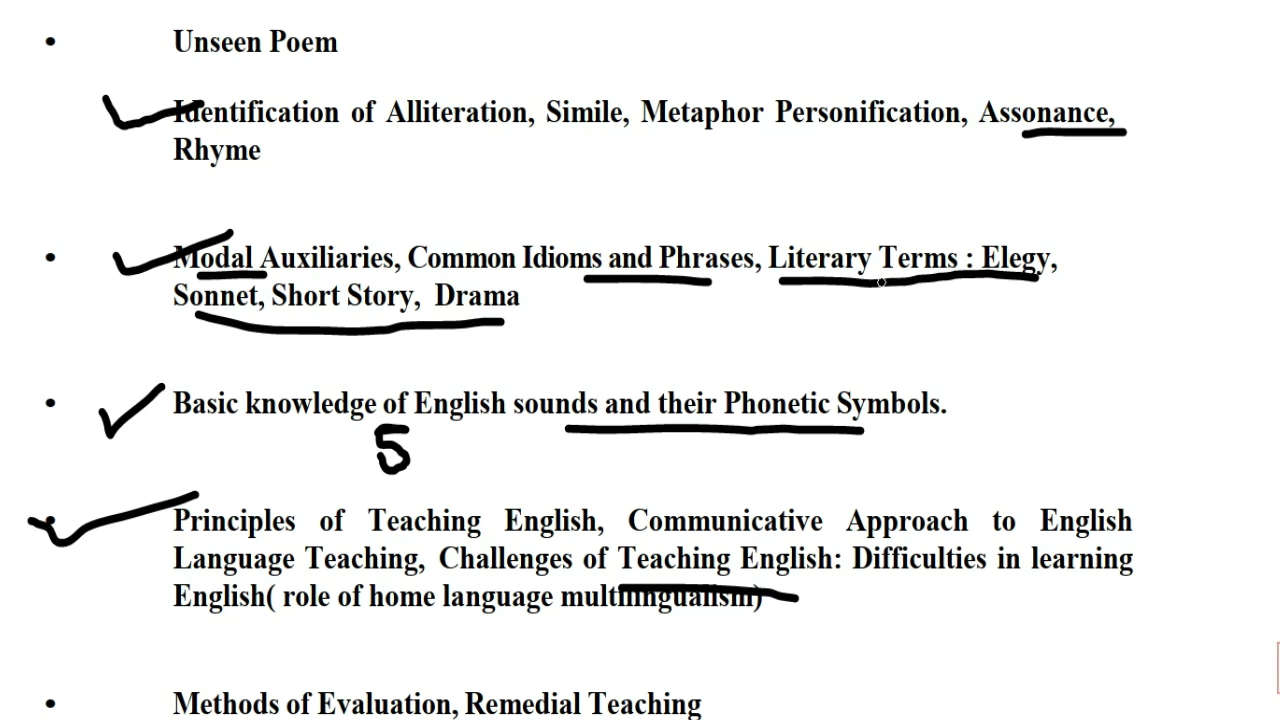 • Unseen Poem
Identification of Alliteration, Simile, Metaphor Personification, Assonance,
Rhyme
• Modal Auxiliaries, Common Idioms and Phrases, Literary Terms : Elegy,
Sonnet, Short Story, Drama
• Basic knowledge of English sounds and their Phonetic Symbols.
5
• Principles of Teaching English, Communicative Approach to English
Language Teaching, Challenges of Teaching English: Difficulties in learning
English( role of home language multilingualism)
• Methods of Evaluation, Remedial Teaching